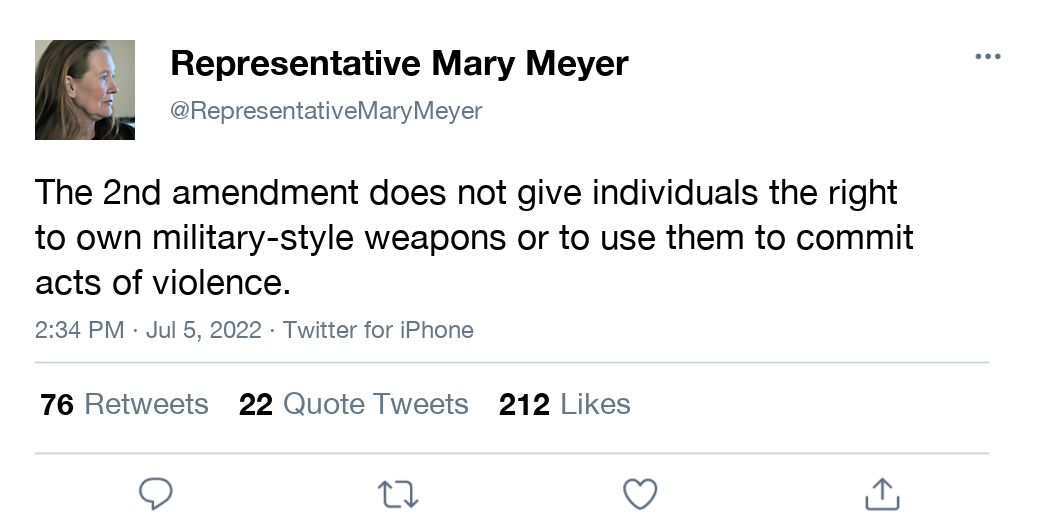 Representative Mary Meyer
@RepresentativeMaryMeyer
The 2nd amendment does not give individuals the right
to own military-style weapons or to use them to commit
acts of violence.
2:34 PM · Jul 5, 2022 · Twitter for iPhone
76 Retweets 22 Quote Tweets 212 Likes